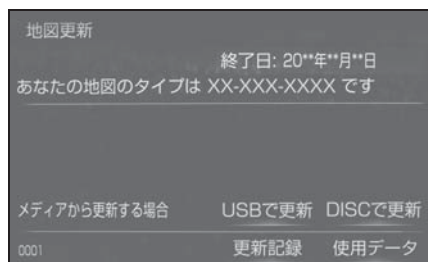 地図更新
終了日: 20**年**月**日
あなたの地図のタイプは XX-XXX-XXXX です
メディアから更新する場合 USBで更新 DISCで更新
0001 更新記録 使用データ